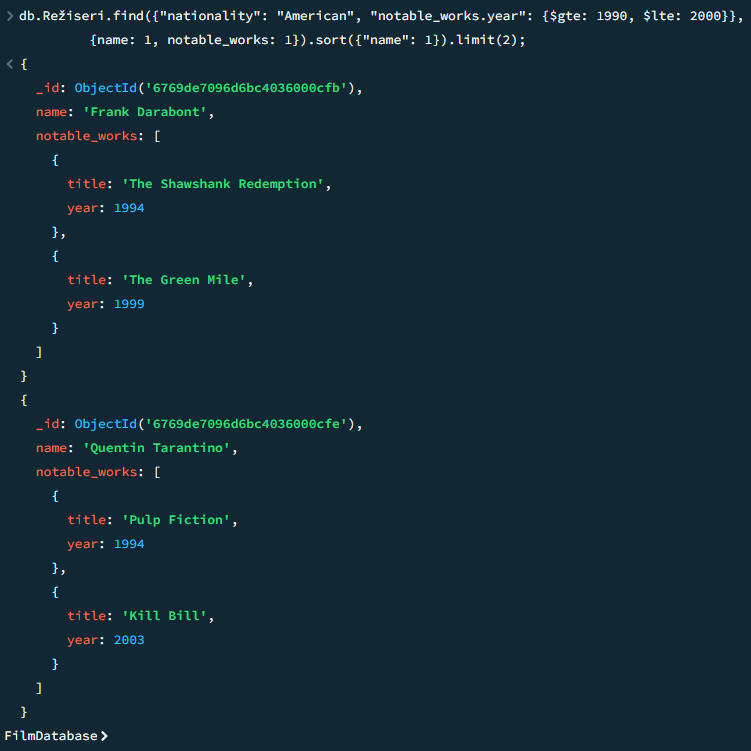 > db.Režiseri.find({"nationality": "American", "notable_works.year": {$gte: 1990, $lte: 2000}},
{name: 1, notable_works: 1}).sort({"name": 1}).limit(2);
< {
_id: ObjectId('6769de7096d6bc4036000cfb'),
name: 'Frank Darabont',
notable_works: [
{
title: 'The Shawshank Redemption',
year: 1994
},
{
title: 'The Green Mile',
year: 1999
}
]
}
{
_id: ObjectId('6769de7096d6bc4036000cfe'),
name: 'Quentin Tarantino',
notable_works: [
{
title: 'Pulp Fiction',
year: 1994
},
{
title: 'Kill Bill',
year: 2003
}
]
}
FilmDatabase>